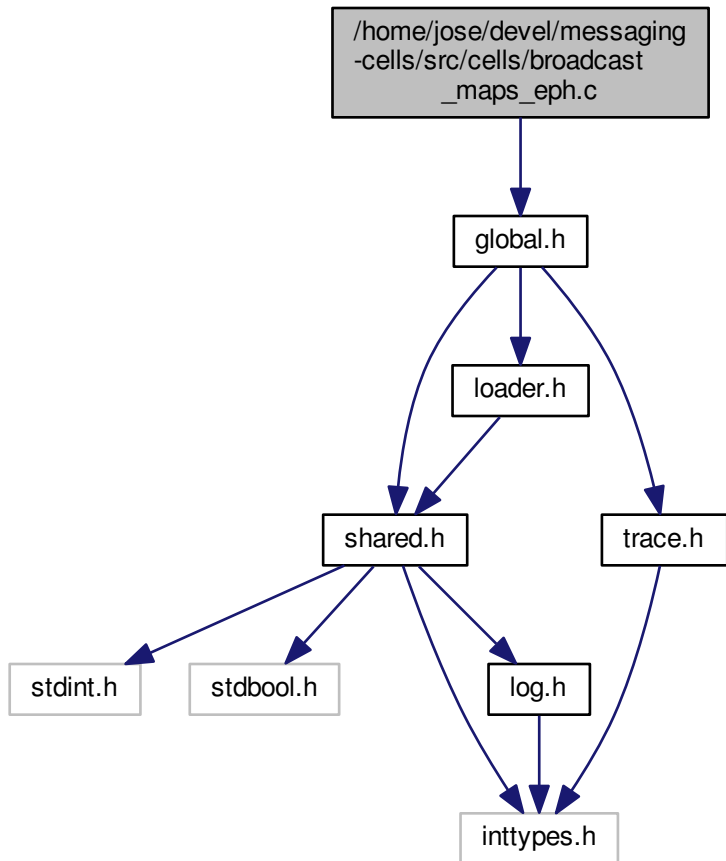 /home/jose/devel/messaging
-cells/src/cells/broadcast
_maps_eph.c
global.h
loader.h
shared.h
trace.h
stdint.h
stdbool.h
log.h
inttypes.h